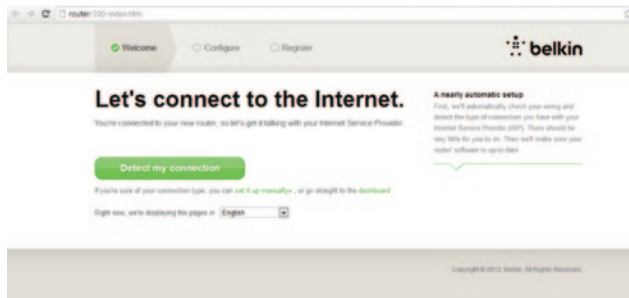 router/100-index.htm
Welcome
Configure
Register
belkin
Let's connect to the Internet.
You're connected to your new router, so let's get it talking with your Internet Service Provider.
Detect my connection
If you're sure of your connection type, you can set it up manually» , or go straight to the dashboard
Right now, we're displaying the pages in English
A nearly automatic setup
First, we'll automatically check your wiring and
detect the type of connection you have with your
Internet Service Provider (ISP). There should be
very little for you to do. Then we'll make sure your
router' software is up-to-date.
Copyright © 2012. Belkin. All Rights Reserved.